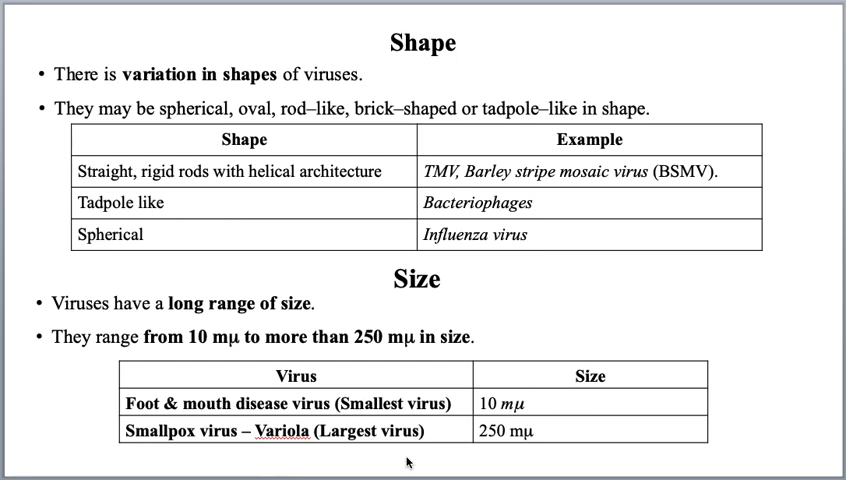 Shape
• There is variation in shapes of viruses.
• They may be spherical, oval, rod–like, brick–shaped or tadpole–like in shape.
Shape Example
Straight, rigid rods with helical architecture TMV, Barley stripe mosaic virus (BSMV).
Tadpole like Bacteriophages
Spherical Influenza virus
Size
• Viruses have a long range of size.
• They range from 10 mμ to more than 250 mμ in size.
Virus Size
Foot & mouth disease virus (Smallest virus) 10 mμ
Smallpox virus – Variola (Largest virus) 250 mμ